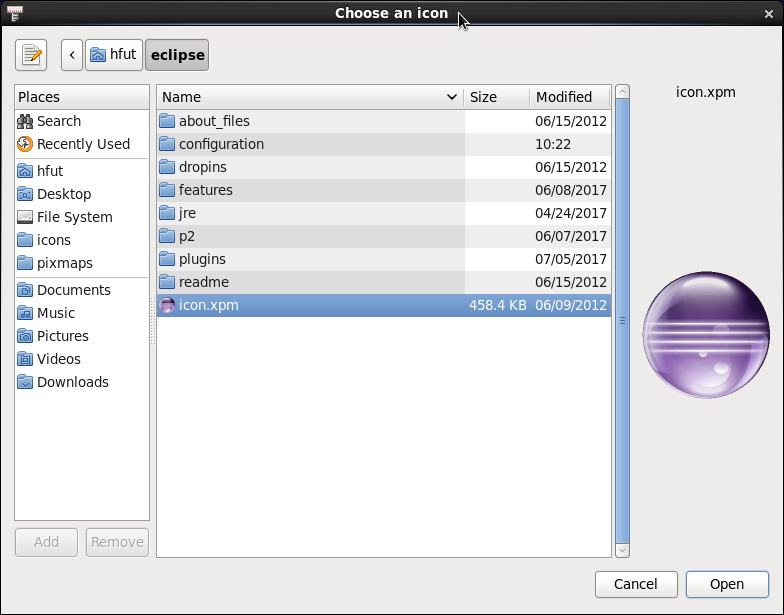 Choose an icon
hfut eclipse
Places
Search
Recently Used
hfut
Desktop
File System
icons
pixmaps
Documents
Music
Pictures
Videos
Downloads
Add Remove
Name Size Modified
about_files 06/15/2012
configuration 10:22
dropins 06/15/2012
features 06/08/2017
jre 04/24/2017
p2 06/07/2017
plugins 07/05/2017
readme 06/15/2012
icon.xpm 458.4 KB 06/09/2012
icon.xpm
Cancel Open